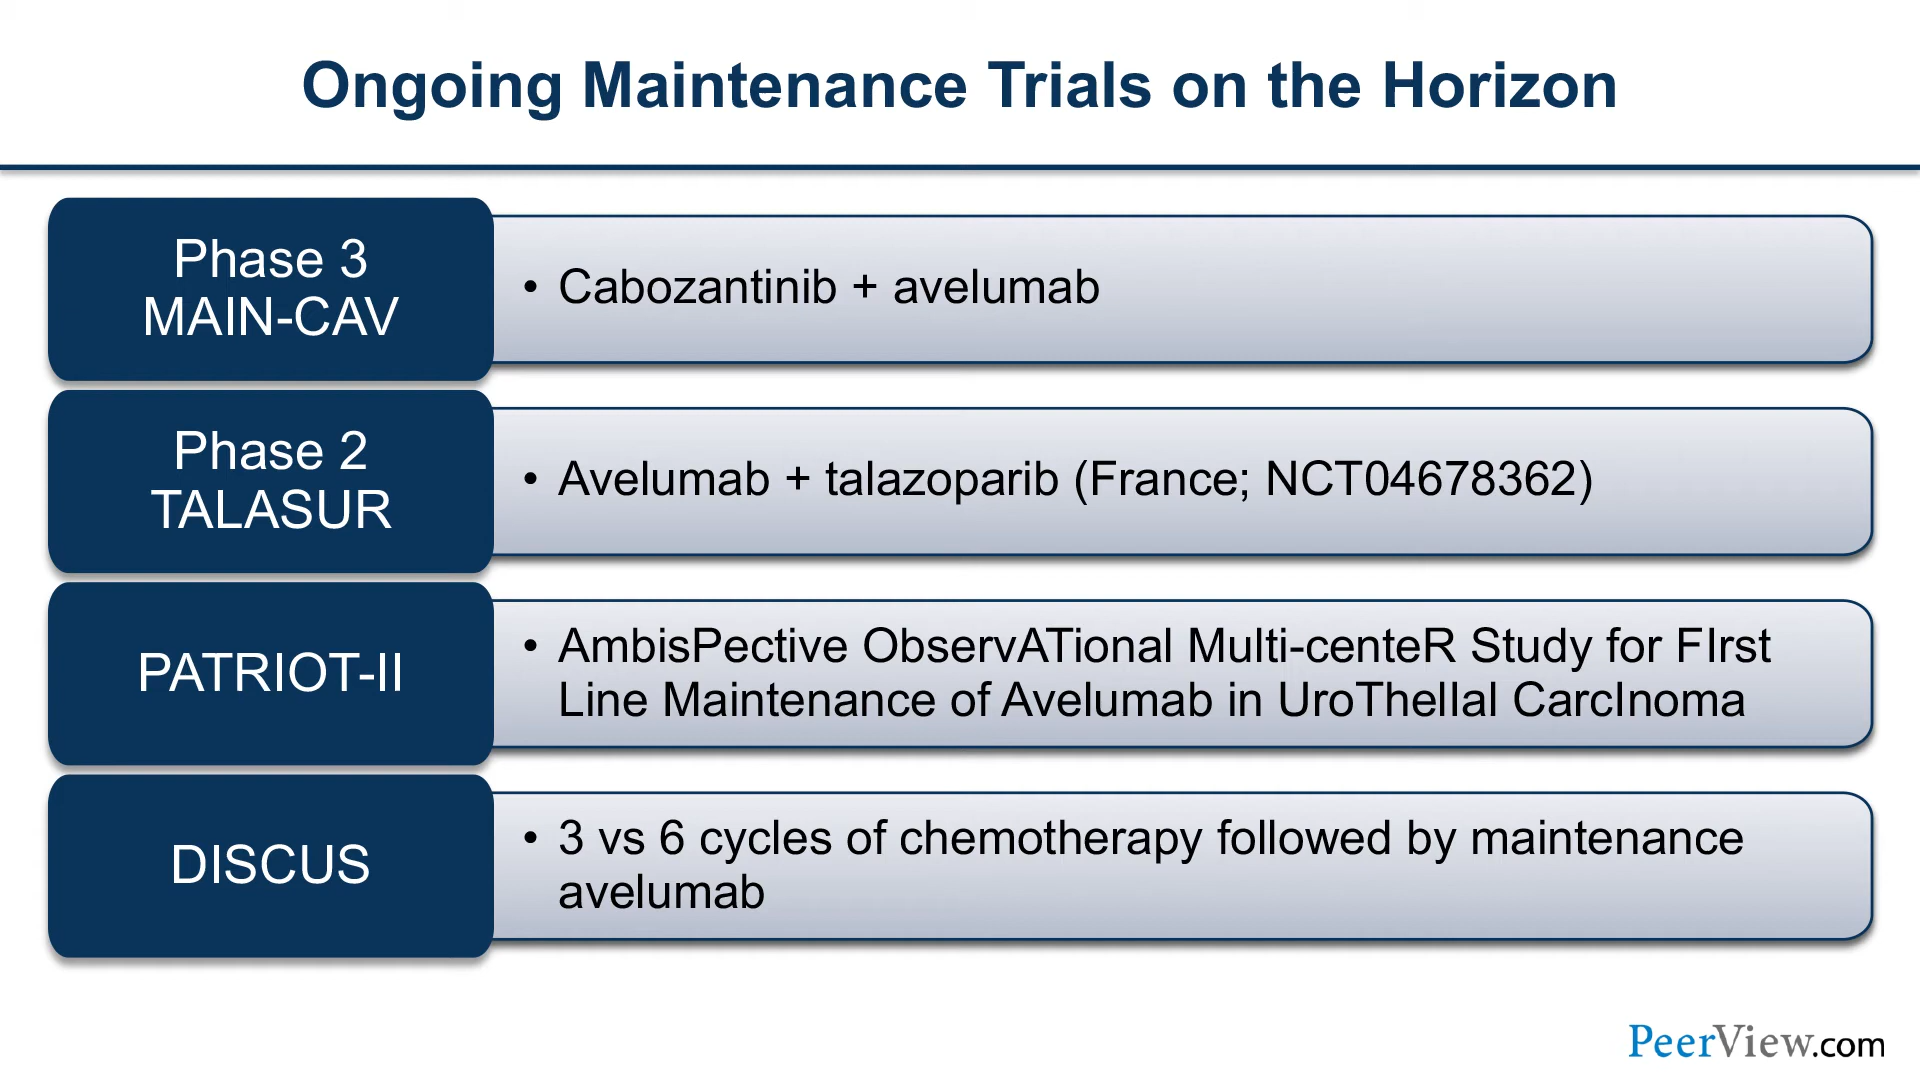 Ongoing Maintenance Trials on the Horizon
Phase 3
MAIN-CAV
• Cabozantinib + avelumab
Phase 2
TALASUR
• Avelumab + talazoparib (France; NCT04678362)
PATRIOT-II
• AmbisPective ObservATional Multi-centeR Study for FIrst
Line Maintenance of Avelumab in UroThelIal CarcInoma
DISCUS
• 3 vs 6 cycles of chemotherapy followed by maintenance
avelumab
PeerView.com